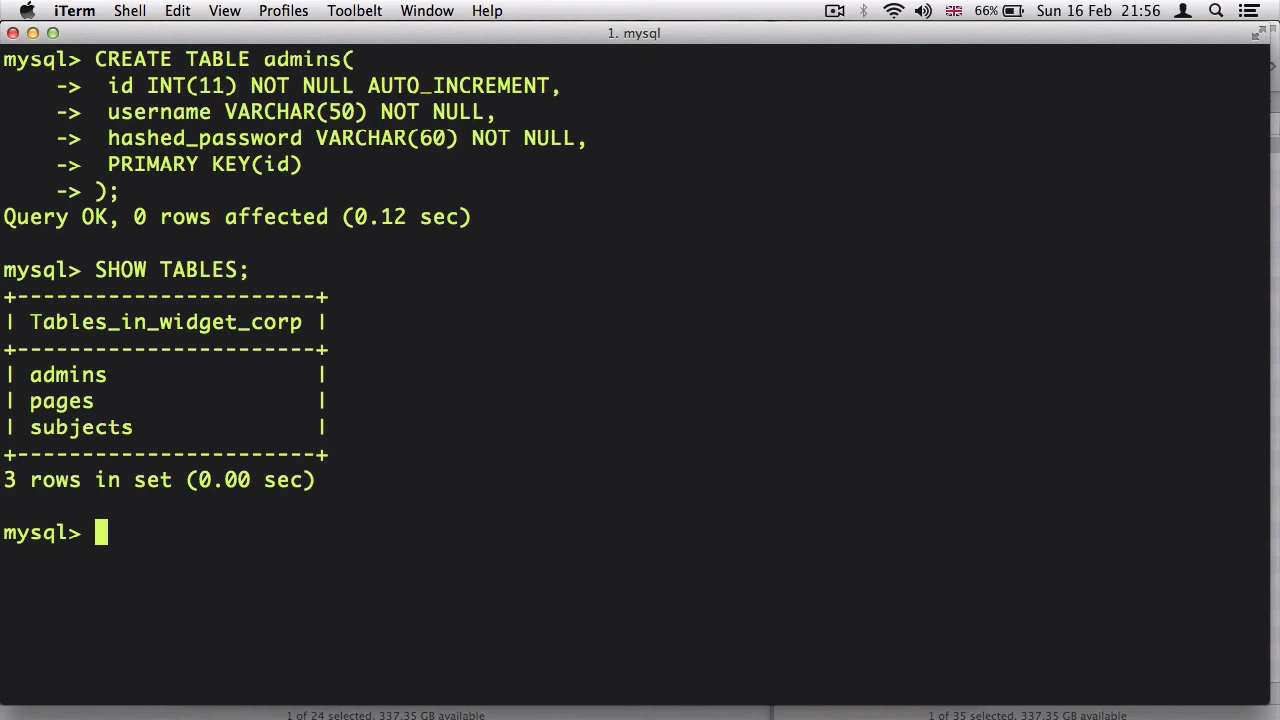 iTerm Shell Edit View Profiles Toolbelt Window Help 66% Sun 16 Feb 21:56
1. mysql
mysql> CREATE TABLE admins(
    -> id INT(11) NOT NULL AUTO_INCREMENT,
    -> username VARCHAR(50) NOT NULL,
    -> hashed_password VARCHAR(60) NOT NULL,
    -> PRIMARY KEY(id)
    -> );
Query OK, 0 rows affected (0.12 sec)
mysql> SHOW TABLES;
+-----------------------+
| Tables_in_widget_corp |
+-----------------------+
| admins                |
| pages                 |
| subjects              |
+-----------------------+
3 rows in set (0.00 sec)
mysql>
1 of 24 selected, 337.35 GB available 1 of 35 selected, 337.35 GB available